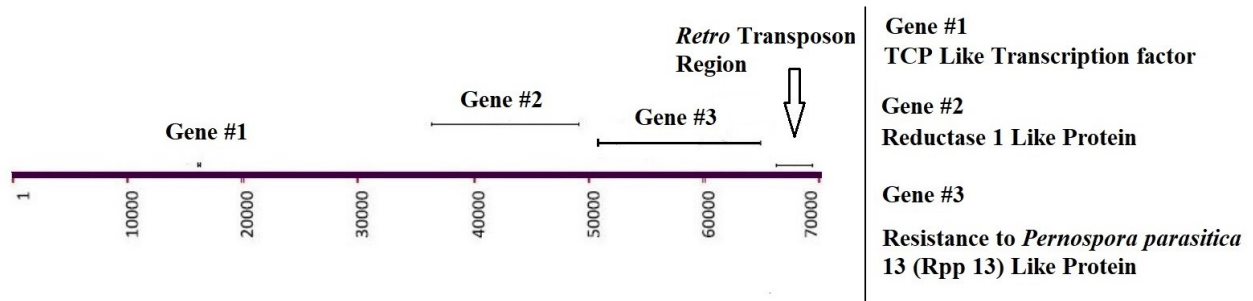 Retro Transposon
Region
Gene #1
Gene #2
Gene #3
1
10000
20000
30000
40000
50000
60000
70000
Gene #1
TCP Like Transcription factor
Gene #2
Reductase 1 Like Protein
Gene #3
Resistance to Pernospora parasitica
13 (Rpp 13) Like Protein